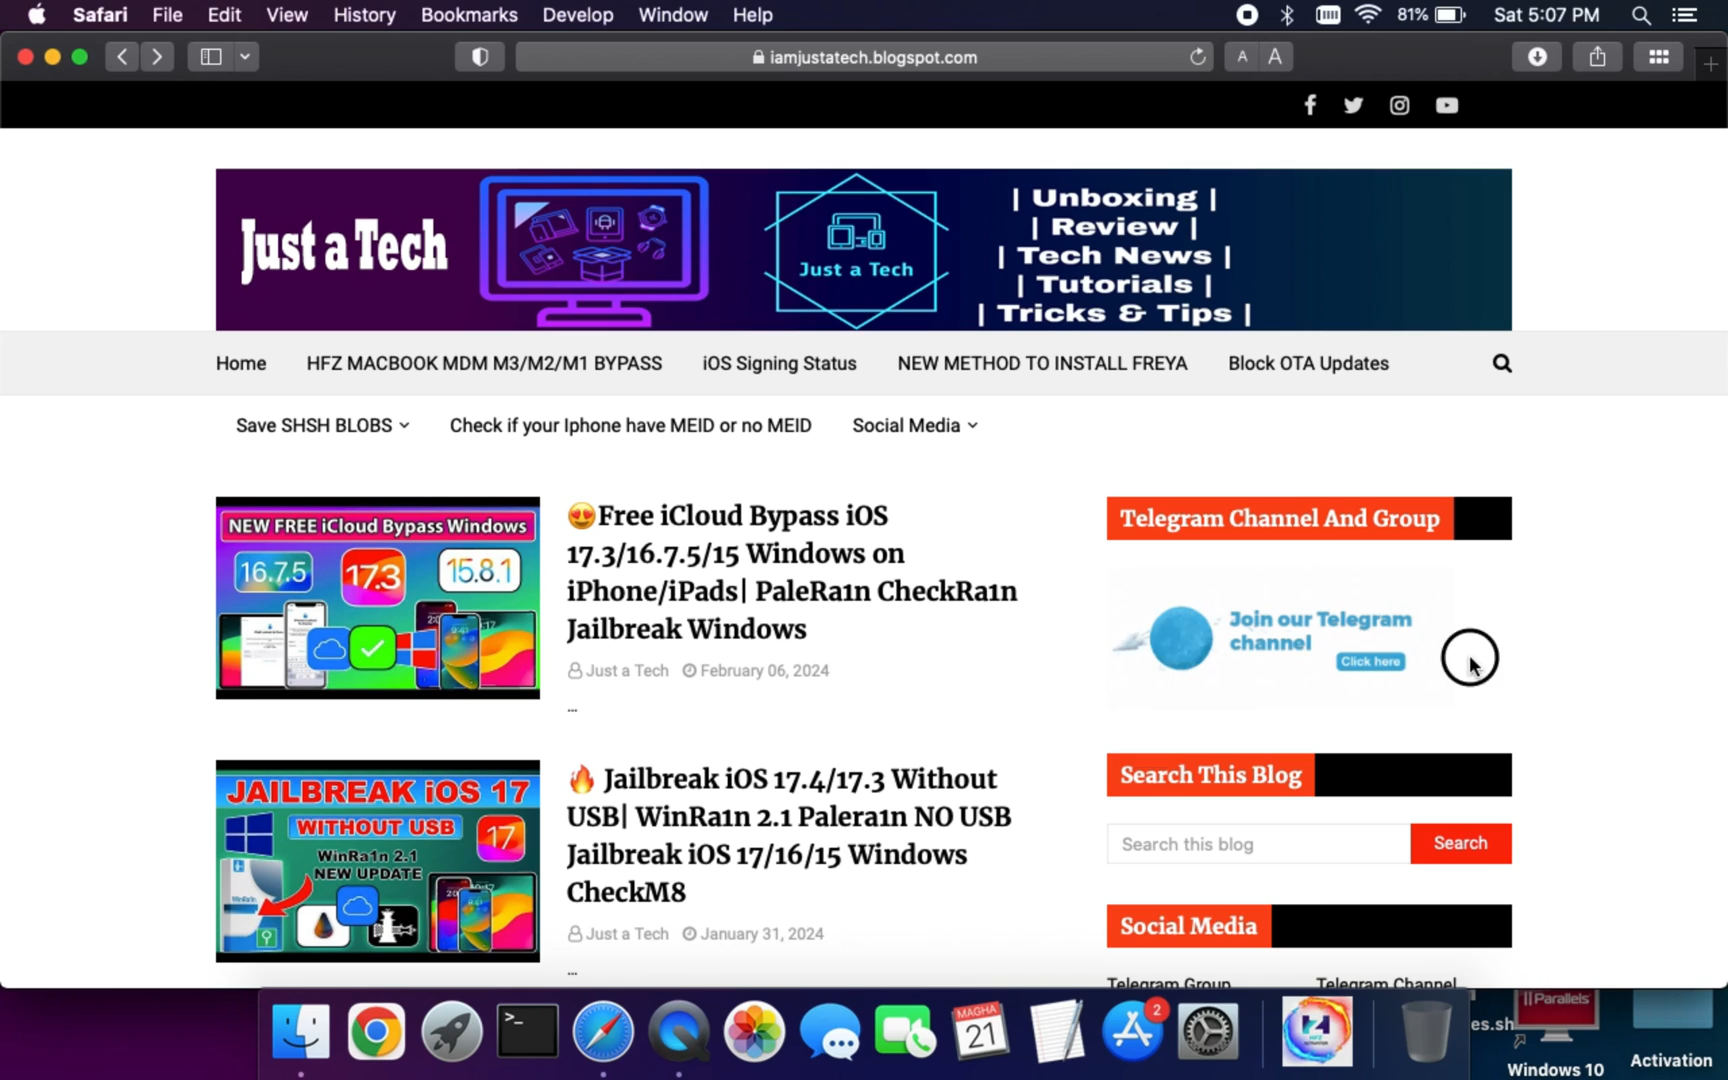 Safari File Edit View History Bookmarks Develop Window Help 81% Sat 5:07 PM
iamjustatech.blogspot.com A A
Just a Tech
Just a Tech
| Unboxing |
| Review |
| Tech News |
| Tutorials |
| Tricks & Tips |
Home HFZ MACBOOK MDM M3/M2/M1 BYPASS iOS Signing Status NEW METHOD TO INSTALL FREYA Block OTA Updates
Save SHSH BLOBS Check if your Iphone have MEID or no MEID Social Media
NEW FREE iCloud Bypass Windows
16.7.5 17.3 15.8.1
😍Free iCloud Bypass iOS
17.3/16.7.5/15 Windows on
iPhone/iPads| PaleRa1n CheckRa1n
Jailbreak Windows
Just a Tech February 06, 2024
...
Telegram Channel And Group
Join our Telegram
channel
Click here
JAILBREAK iOS 17
WITHOUT USB
17
WinRa1n 2.1
NEW UPDATE
🔥 Jailbreak iOS 17.4/17.3 Without
USB| WinRa1n 2.1 Palera1n NO USB
Jailbreak iOS 17/16/15 Windows
CheckM8
Just a Tech January 31, 2024
...
Search This Blog
Search this blog Search
Social Media
Telegram Group Telegram Channel
MAGHA
21
2
HFZ
es.sh
Parallels
Windows 10
Activation